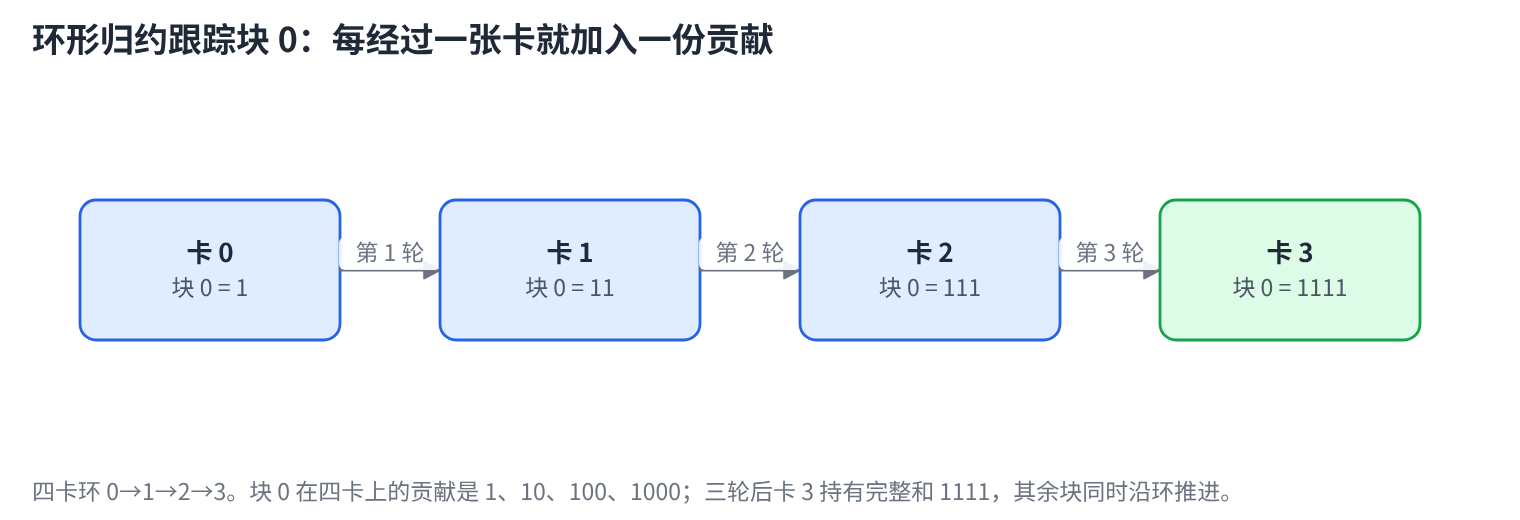 环形归约跟踪块 0：每经过一张卡就加入一份贡献
卡 0
块 0 = 1
第 1 轮
卡 1
块 0 = 11
第 2 轮
卡 2
块 0 = 111
第 3 轮
卡 3
块 0 = 1111
四卡环 0→1→2→3。块 0 在四卡上的贡献是 1、10、100、1000；三轮后卡 3 持有完整和 1111，其余块同时沿环推进。